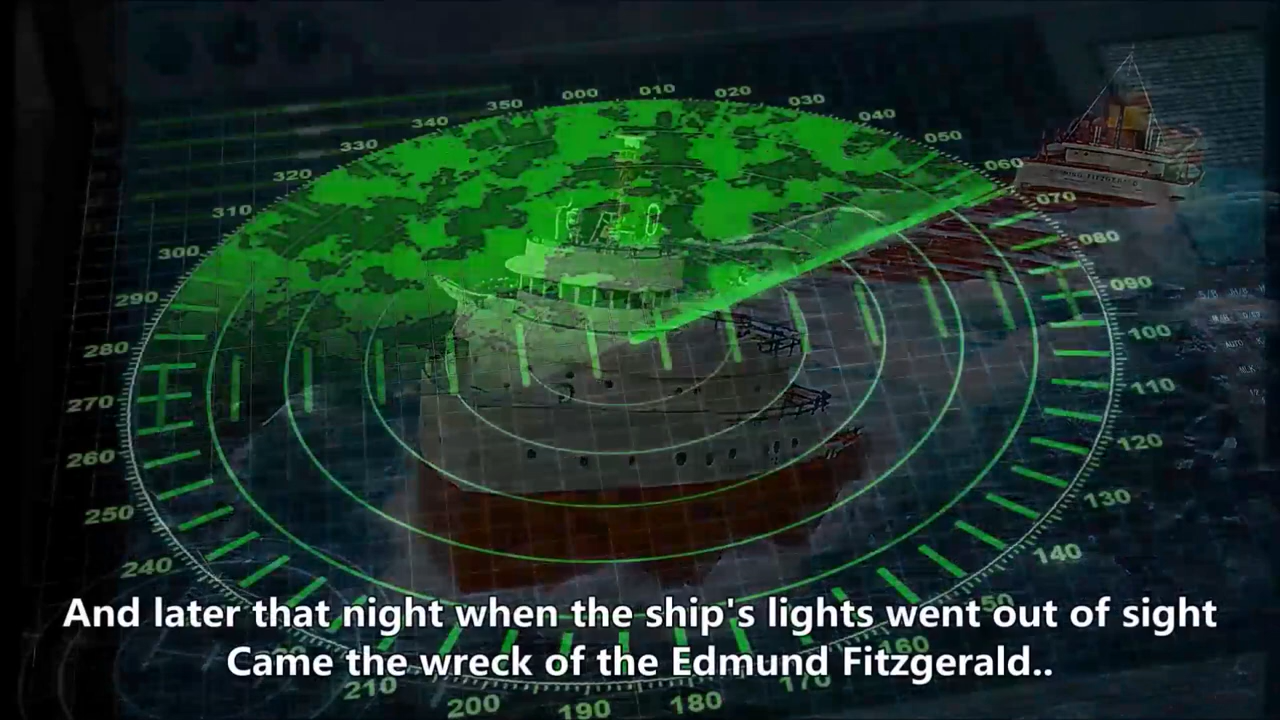 000 010 020 030 040 050 060 070 080 090 100 110 120 130 140 50 160 170 180 190 200 210 240 250 260 270 280 290 300 310 320 330 340 350
FITZGERALD
And later that night when the ship's lights went out of sight
Came the wreck of the Edmund Fitzgerald..